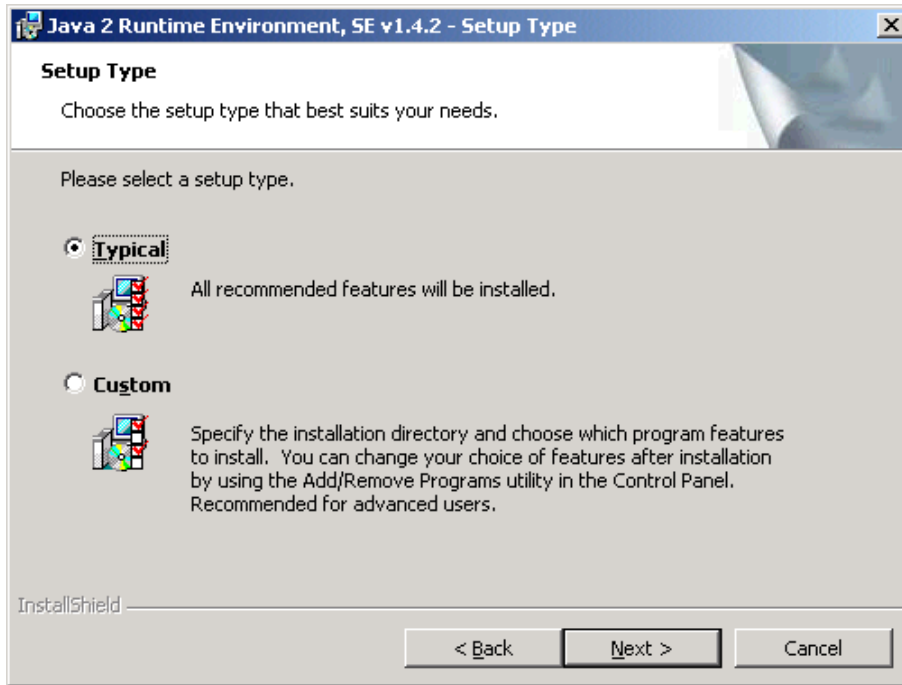 Java 2 Runtime Environment, SE v1.4.2 - Setup Type
Setup Type
Choose the setup type that best suits your needs.
Please select a setup type.
Typical
All recommended features will be installed.
Custom
Specify the installation directory and choose which program features
to install.  You can change your choice of features after installation
by using the Add/Remove Programs utility in the Control Panel.
Recommended for advanced users.
InstallShield
< Back
Next >
Cancel